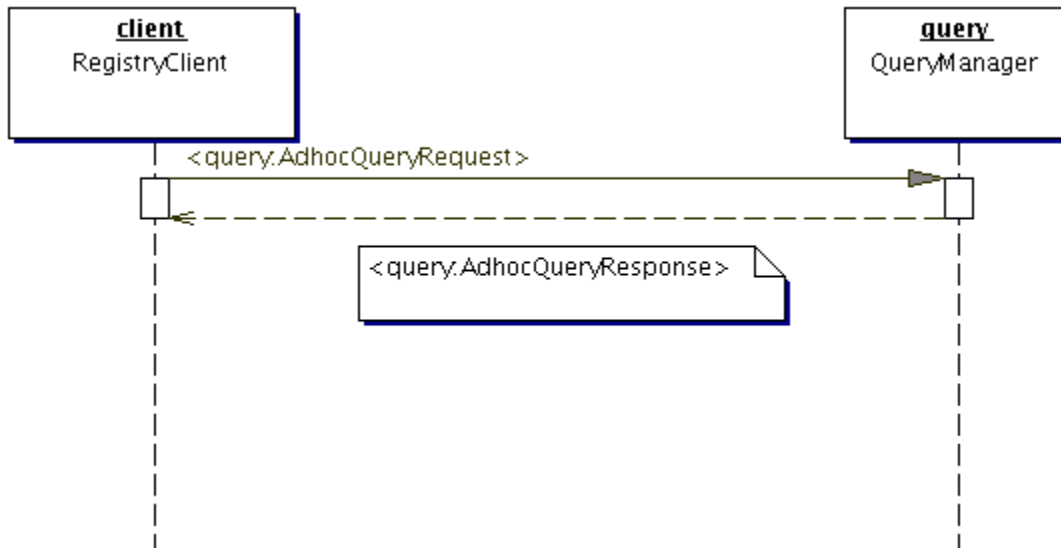 client
RegistryClient
query
QueryManager
<query:AdhocQueryRequest>
<query:AdhocQueryResponse>